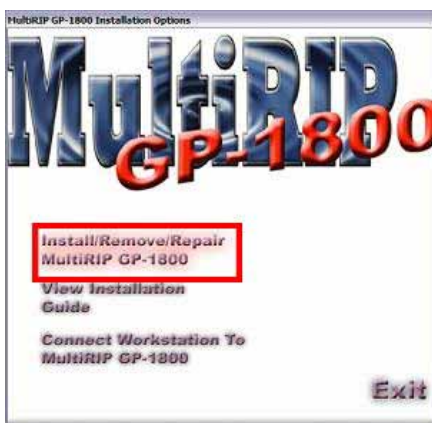 MultiRIP GP-1800 Installation Options
MultiRIP
GP-1800
Install/Remove/Repair
MultiRIP GP-1800
View Installation
Guide
Connect Workstation To
MultiRIP GP-1800
Exit